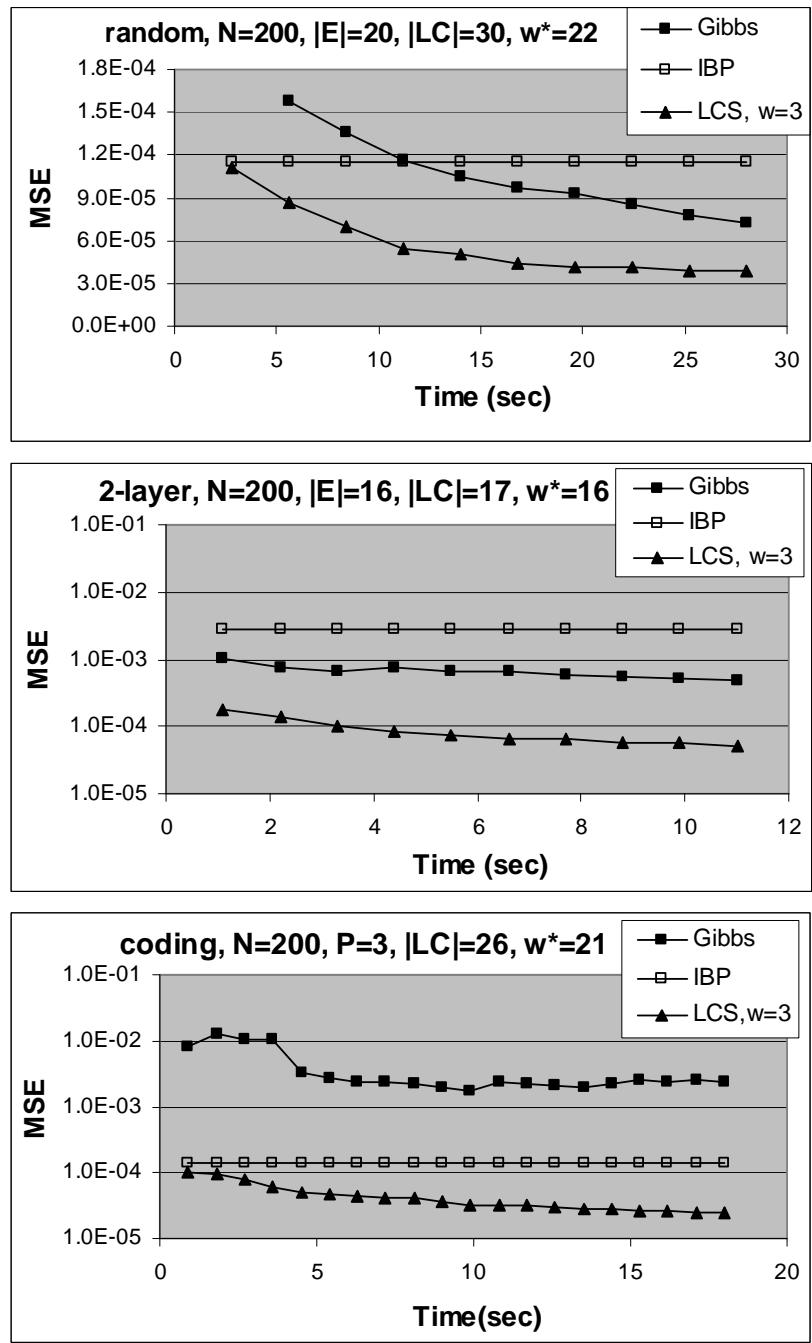 random, N=200, |E|=20, |LC|=30, w*=22
Gibbs
IBP
LCS, w=3
MSE
1.8E-04
1.5E-04
1.2E-04
9.0E-05
6.0E-05
3.0E-05
0.0E+00
0 5 10 15 20 25 30
Time (sec)
2-layer, N=200, |E|=16, |LC|=17, w*=16
Gibbs
IBP
LCS, w=3
MSE
1.0E-01
1.0E-02
1.0E-03
1.0E-04
1.0E-05
0 2 4 6 8 10 12
Time (sec)
coding, N=200, P=3, |LC|=26, w*=21
Gibbs
IBP
LCS,w=3
MSE
1.0E-01
1.0E-02
1.0E-03
1.0E-04
1.0E-05
0 5 10 15 20
Time(sec)